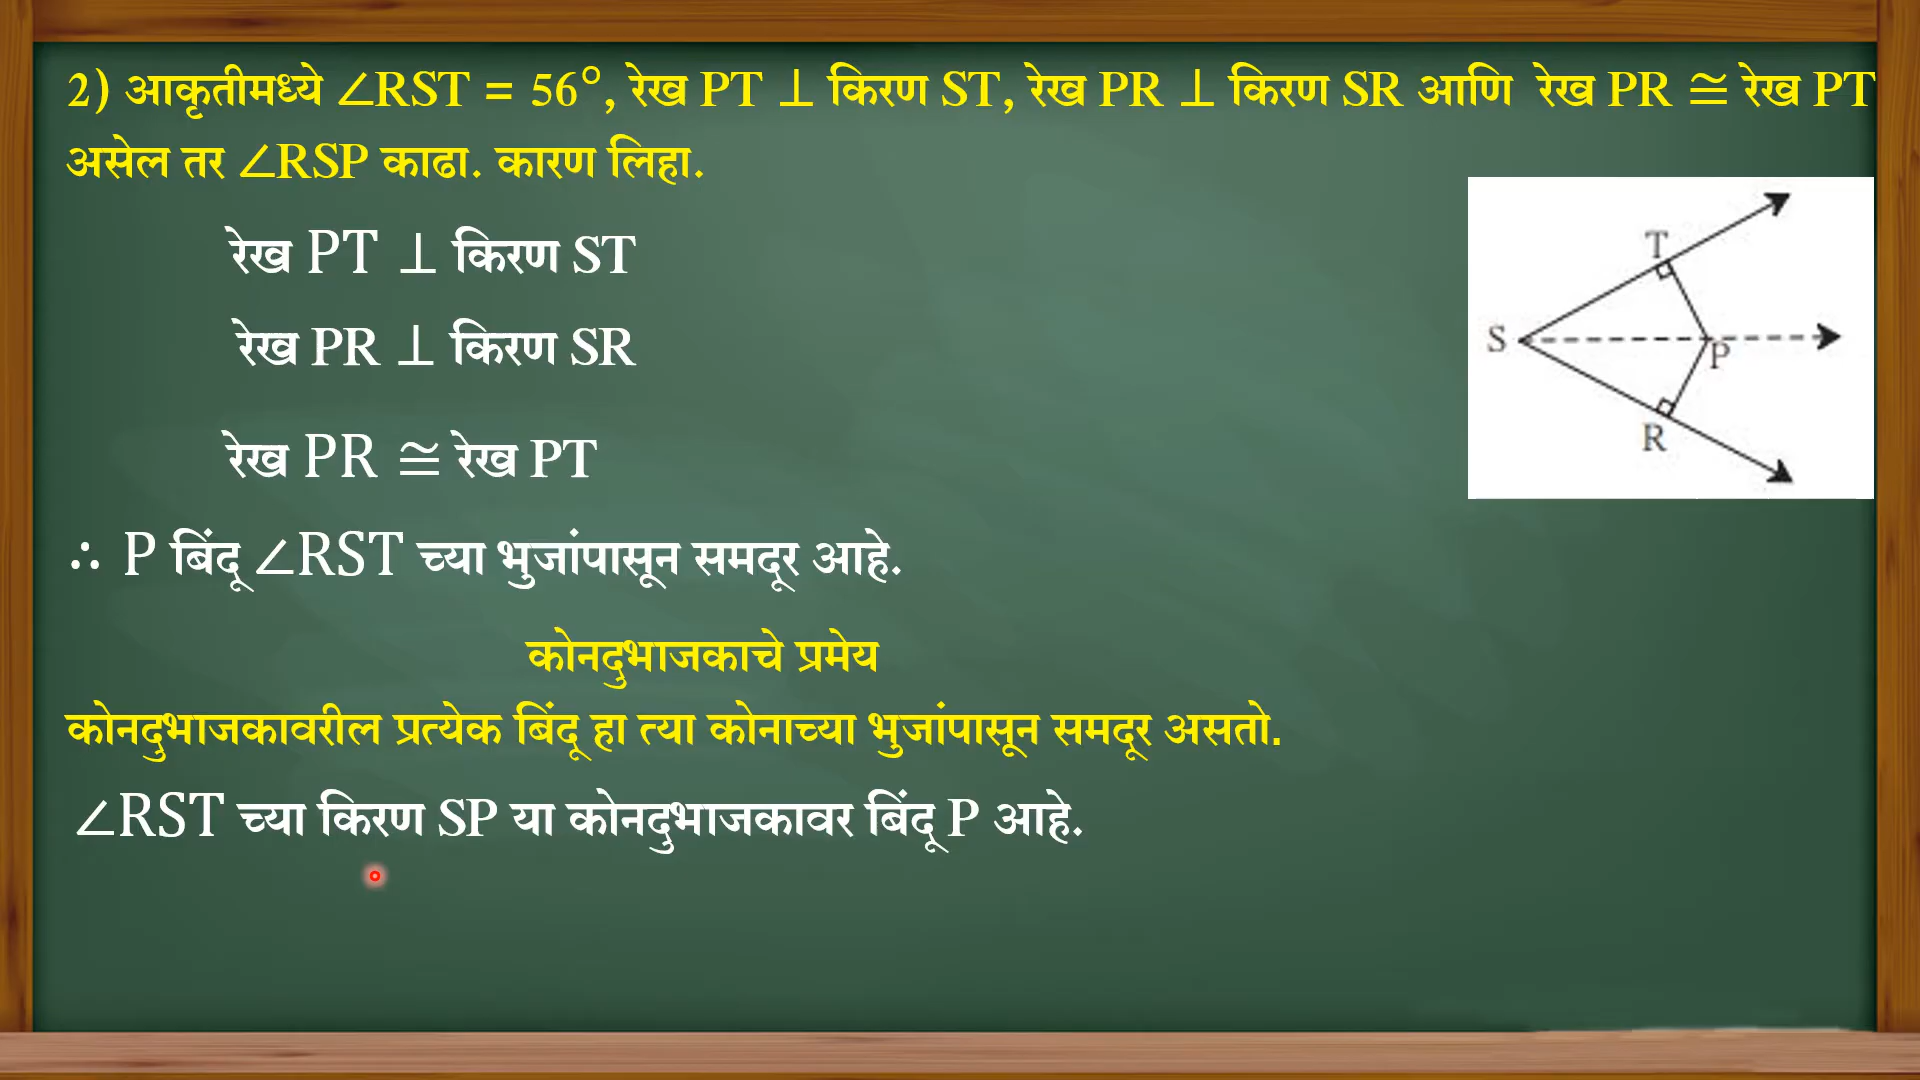 2) आकृतीमध्ये ∠RST = 56°, रेख PT ⊥ किरण ST, रेख PR ⊥ किरण SR आणि रेख PR ≅ रेख PT
असेल तर ∠RSP काढा. कारण लिहा.
रेख PT ⊥ किरण ST
रेख PR ⊥ किरण SR
रेख PR ≅ रेख PT
∴ P बिंदू ∠RST च्या भुजांपासून समदूर आहे.
कोनदुभाजकाचे प्रमेय
कोनदुभाजकावरील प्रत्येक बिंदू हा त्या कोनाच्या भुजांपासून समदूर असतो.
∠RST च्या किरण SP या कोनदुभाजकावर बिंदू P आहे.
T
S
P
R